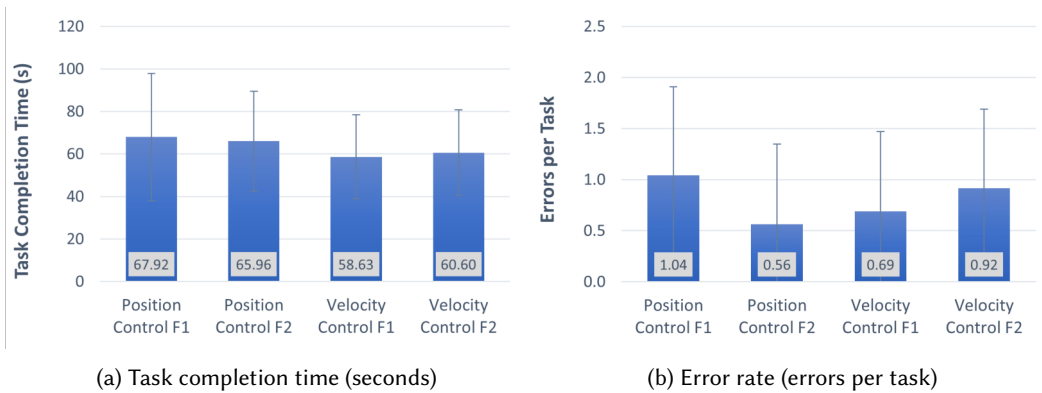 Task Completion Time (s)
120
100
80
60
40
20
0
67.92
65.96
58.63
60.60
Position
Control F1
Position
Control F2
Velocity
Control F1
Velocity
Control F2
(a) Task completion time (seconds)
Errors per Task
2.5
2.0
1.5
1.0
0.5
0.0
1.04
0.56
0.69
0.92
Position
Control F1
Position
Control F2
Velocity
Control F1
Velocity
Control F2
(b) Error rate (errors per task)